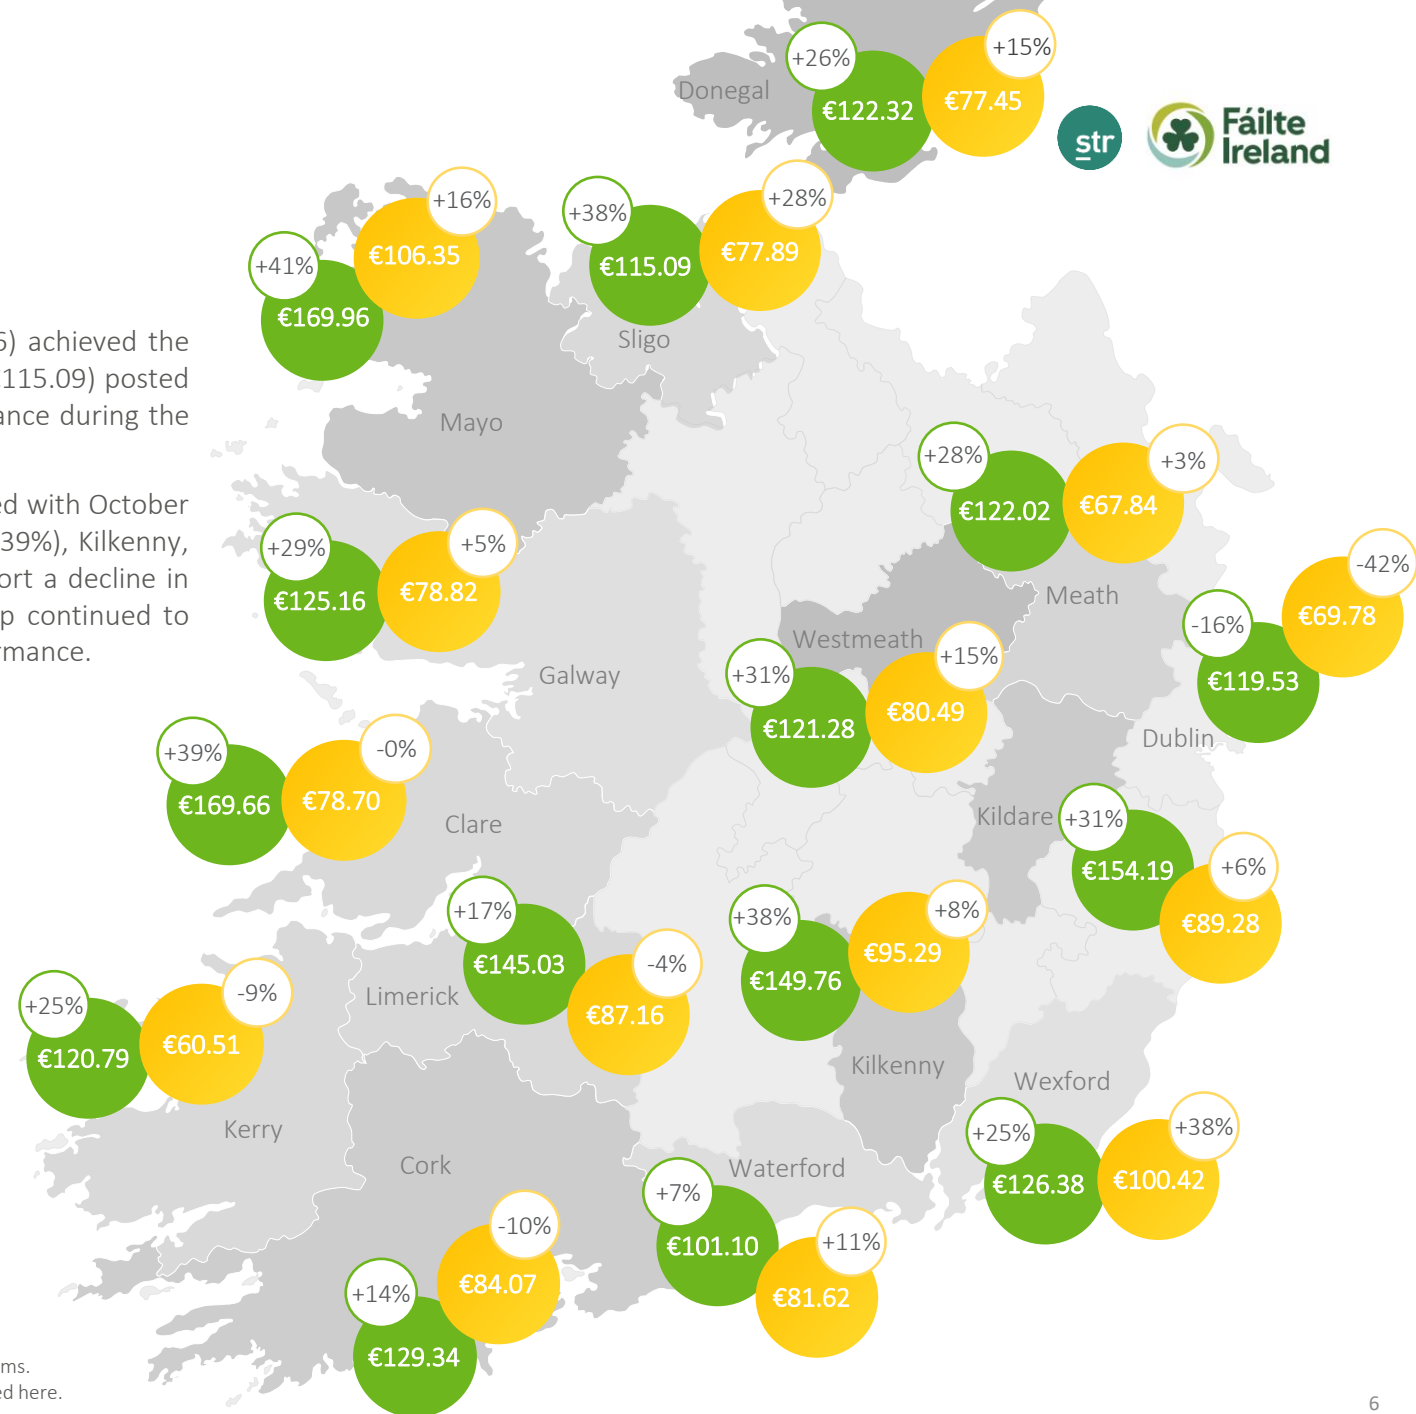 +26%
+15%
Donegal
€122.32
€77.45
str
Fáilte
Ireland
+16%
+38%
+28%
+41%
€106.35
€115.09
€77.89
€169.96
Sligo
Mayo
6) achieved the
115.09) posted
ance during the
ed with October
39%), Kilkenny,
ort a decline in
p continued to
rmance.
+28%
+3%
€122.02
€67.84
+29%
+5%
€125.16
€78.82
Meath
-42%
€69.78
-16%
€119.53
Dublin
Westmeath
+15%
+31%
€121.28
€80.49
Galway
+39%
-0%
€169.66
€78.70
Clare
Kildare
+31%
€154.19
+6%
€89.28
+17%
€145.03
-4%
€87.16
Limerick
+38%
+8%
€149.76
€95.29
Kilkenny
+25%
-9%
€120.79
€60.51
Kerry
Cork
Wexford
+25%
+38%
€126.38
€100.42
Waterford
+7%
+11%
€101.10
€81.62
-10%
+14%
€84.07
€129.34
ms.
ed here.
6